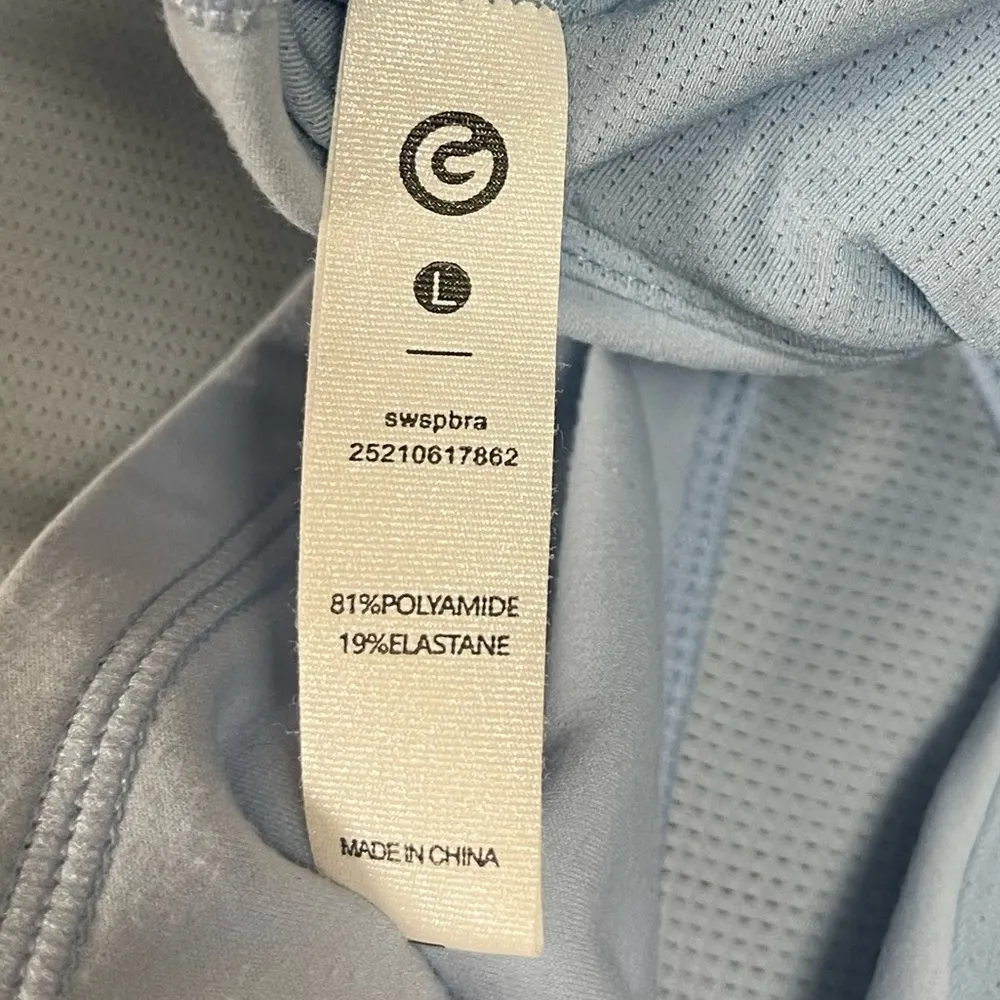 L
swspbra
25210617862
81%POLYAMIDE
19%ELASTANE
MADE IN CHINA